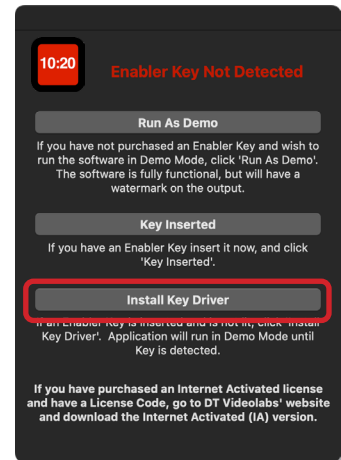 10:20
Enabler Key Not Detected
Run As Demo
If you have not purchased an Enabler Key and wish to
run the software in Demo Mode, click 'Run As Demo'.
The software is fully functional, but will have a
watermark on the output.
Key Inserted
If you have an Enabler Key insert it now, and click
'Key Inserted'.
Install Key Driver
If an Enabler Key is inserted and is not lit, click 'Install
Key Driver'. Application will run in Demo Mode until
Key is detected.
If you have purchased an Internet Activated license
and have a License Code, go to DT Videolabs' website
and download the Internet Activated (IA) version.